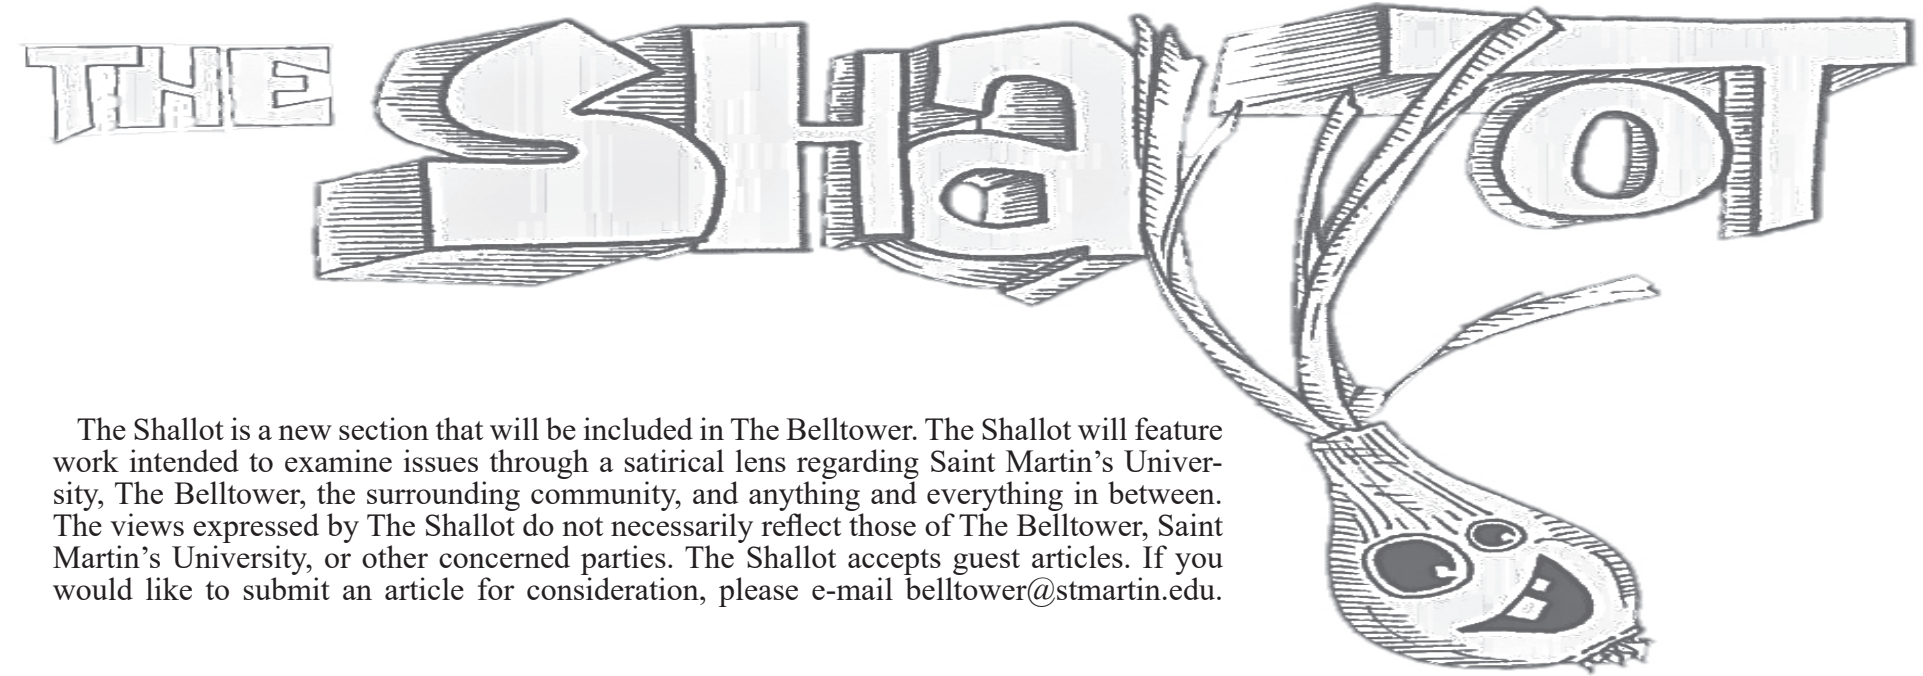 THE SHaLLOT
The Shallot is a new section that will be included in The Belltower. The Shallot will feature
work intended to examine issues through a satirical lens regarding Saint Martin’s Univer-
sity, The Belltower, the surrounding community, and anything and everything in between.
The views expressed by The Shallot do not necessarily reflect those of The Belltower, Saint
Martin’s University, or other concerned parties. The Shallot accepts guest articles. If you
would like to submit an article for consideration, please e-mail belltower@stmartin.edu.